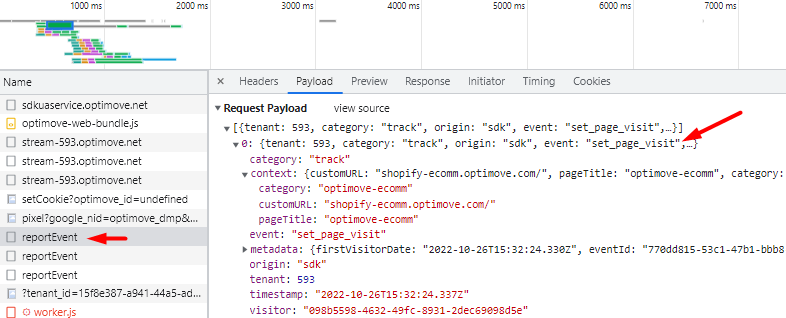 1000 ms 2000 ms 3000 ms 4000 ms 5000 ms 6000 ms 7000 ms
Name
sdkuaservice.optimove.net
optimove-web-bundle.js
stream-593.optimove.net
stream-593.optimove.net
stream-593.optimove.net
setCookie?optimove_id=undefined
pixel?google_nid=optimove_dmp&...
reportEvent
reportEvent
reportEvent
?tenant_id=15f8e387-a941-44a5-ad...
worker.js
× Headers Payload Preview Response Initiator Timing Cookies
▼ Request Payload view source
▼ [{tenant: 593, category: "track", origin: "sdk", event: "set_page_visit",…}]
▼ 0: {tenant: 593, category: "track", origin: "sdk", event: "set_page_visit",…}
category: "track"
▼ context: {customURL: "shopify-ecomm.optimove.com/", pageTitle: "optimove-ecomm", category:
category: "optimove-ecomm"
customURL: "shopify-ecomm.optimove.com/"
pageTitle: "optimove-ecomm"
event: "set_page_visit"
▶ metadata: {firstVisitorDate: "2022-10-26T15:32:24.330Z", eventId: "770dd815-53c1-47b1-bbb8
origin: "sdk"
tenant: 593
timestamp: "2022-10-26T15:32:24.337Z"
visitor: "098b5598-4632-49fc-8931-2dec69098d5e"